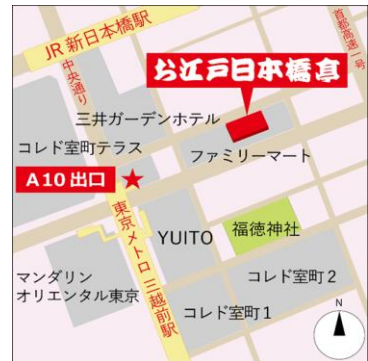 JR 新日本橋駅
中央通り
首都高速一号
お江戸日本橋亭
三井ガーデンホテル
コレド室町テラス
ファミリーマート
A10 出口
東京メトロ 三越前駅
YUITO
福徳神社
マンダリン
オリエンタル東京
コレド室町2
コレド室町1
N